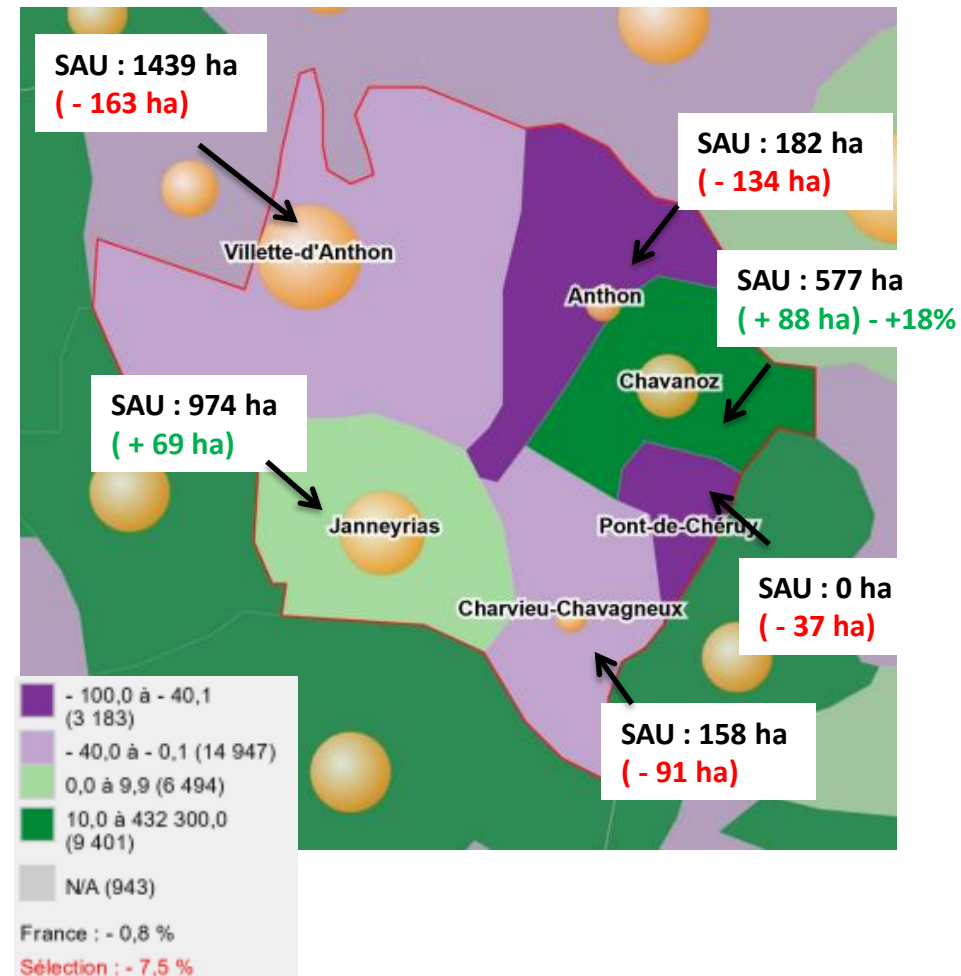 SAU : 1439 ha
( - 163 ha)
SAU : 182 ha
( - 134 ha)
Villette-d'Anthon
SAU : 577 ha
( + 88 ha) - +18%
Anthon
Chavanoz
SAU : 974 ha
( + 69 ha)
Janneyrias
Pont-de-Chéruy
SAU : 0 ha
( - 37 ha)
Charvieu-Chavagneux
SAU : 158 ha
( - 91 ha)
- 100,0 à - 40,1
(3 183)
- 40,0 à - 0,1 (14 947)
0,0 à 9,9 (6 494)
10,0 à 432 300,0
(9 401)
N/A (943)
France : - 0,8 %
Sélection : - 7,5 %